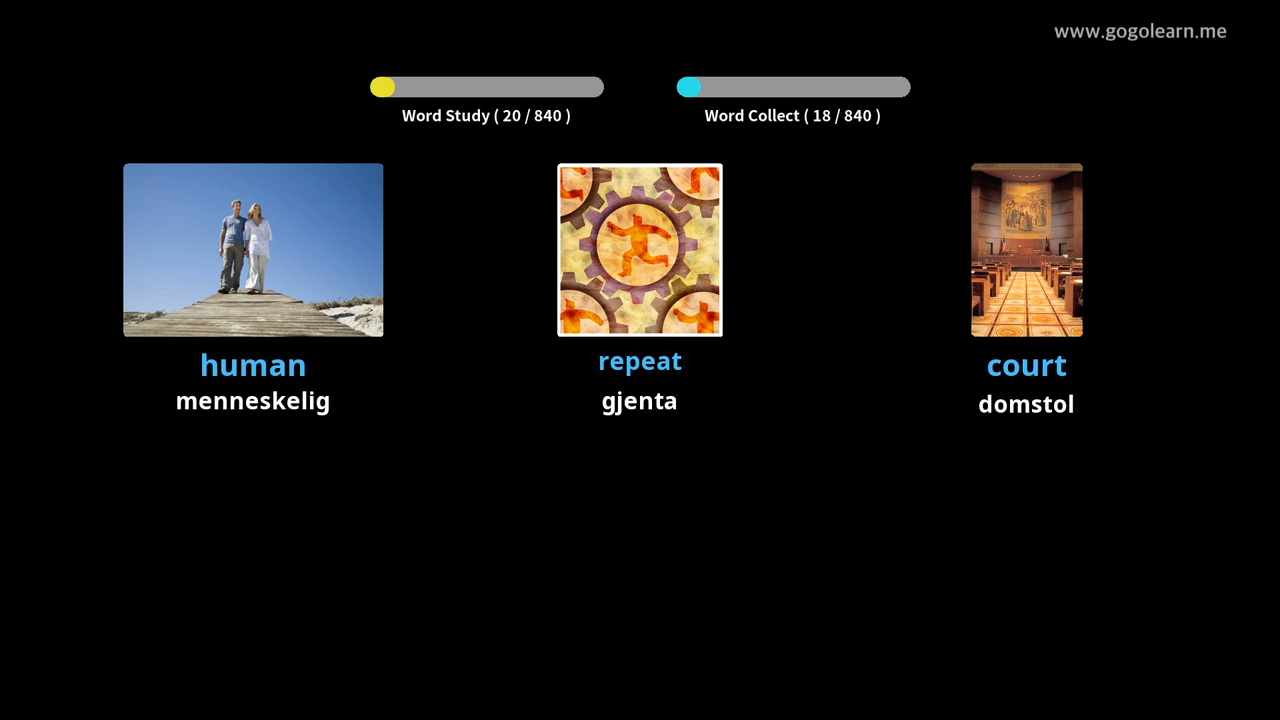 www.gogolearn.me
Word Study ( 20 / 840 )
Word Collect ( 18 / 840 )
human
repeat
court
menneskelig
gjenta
domstol